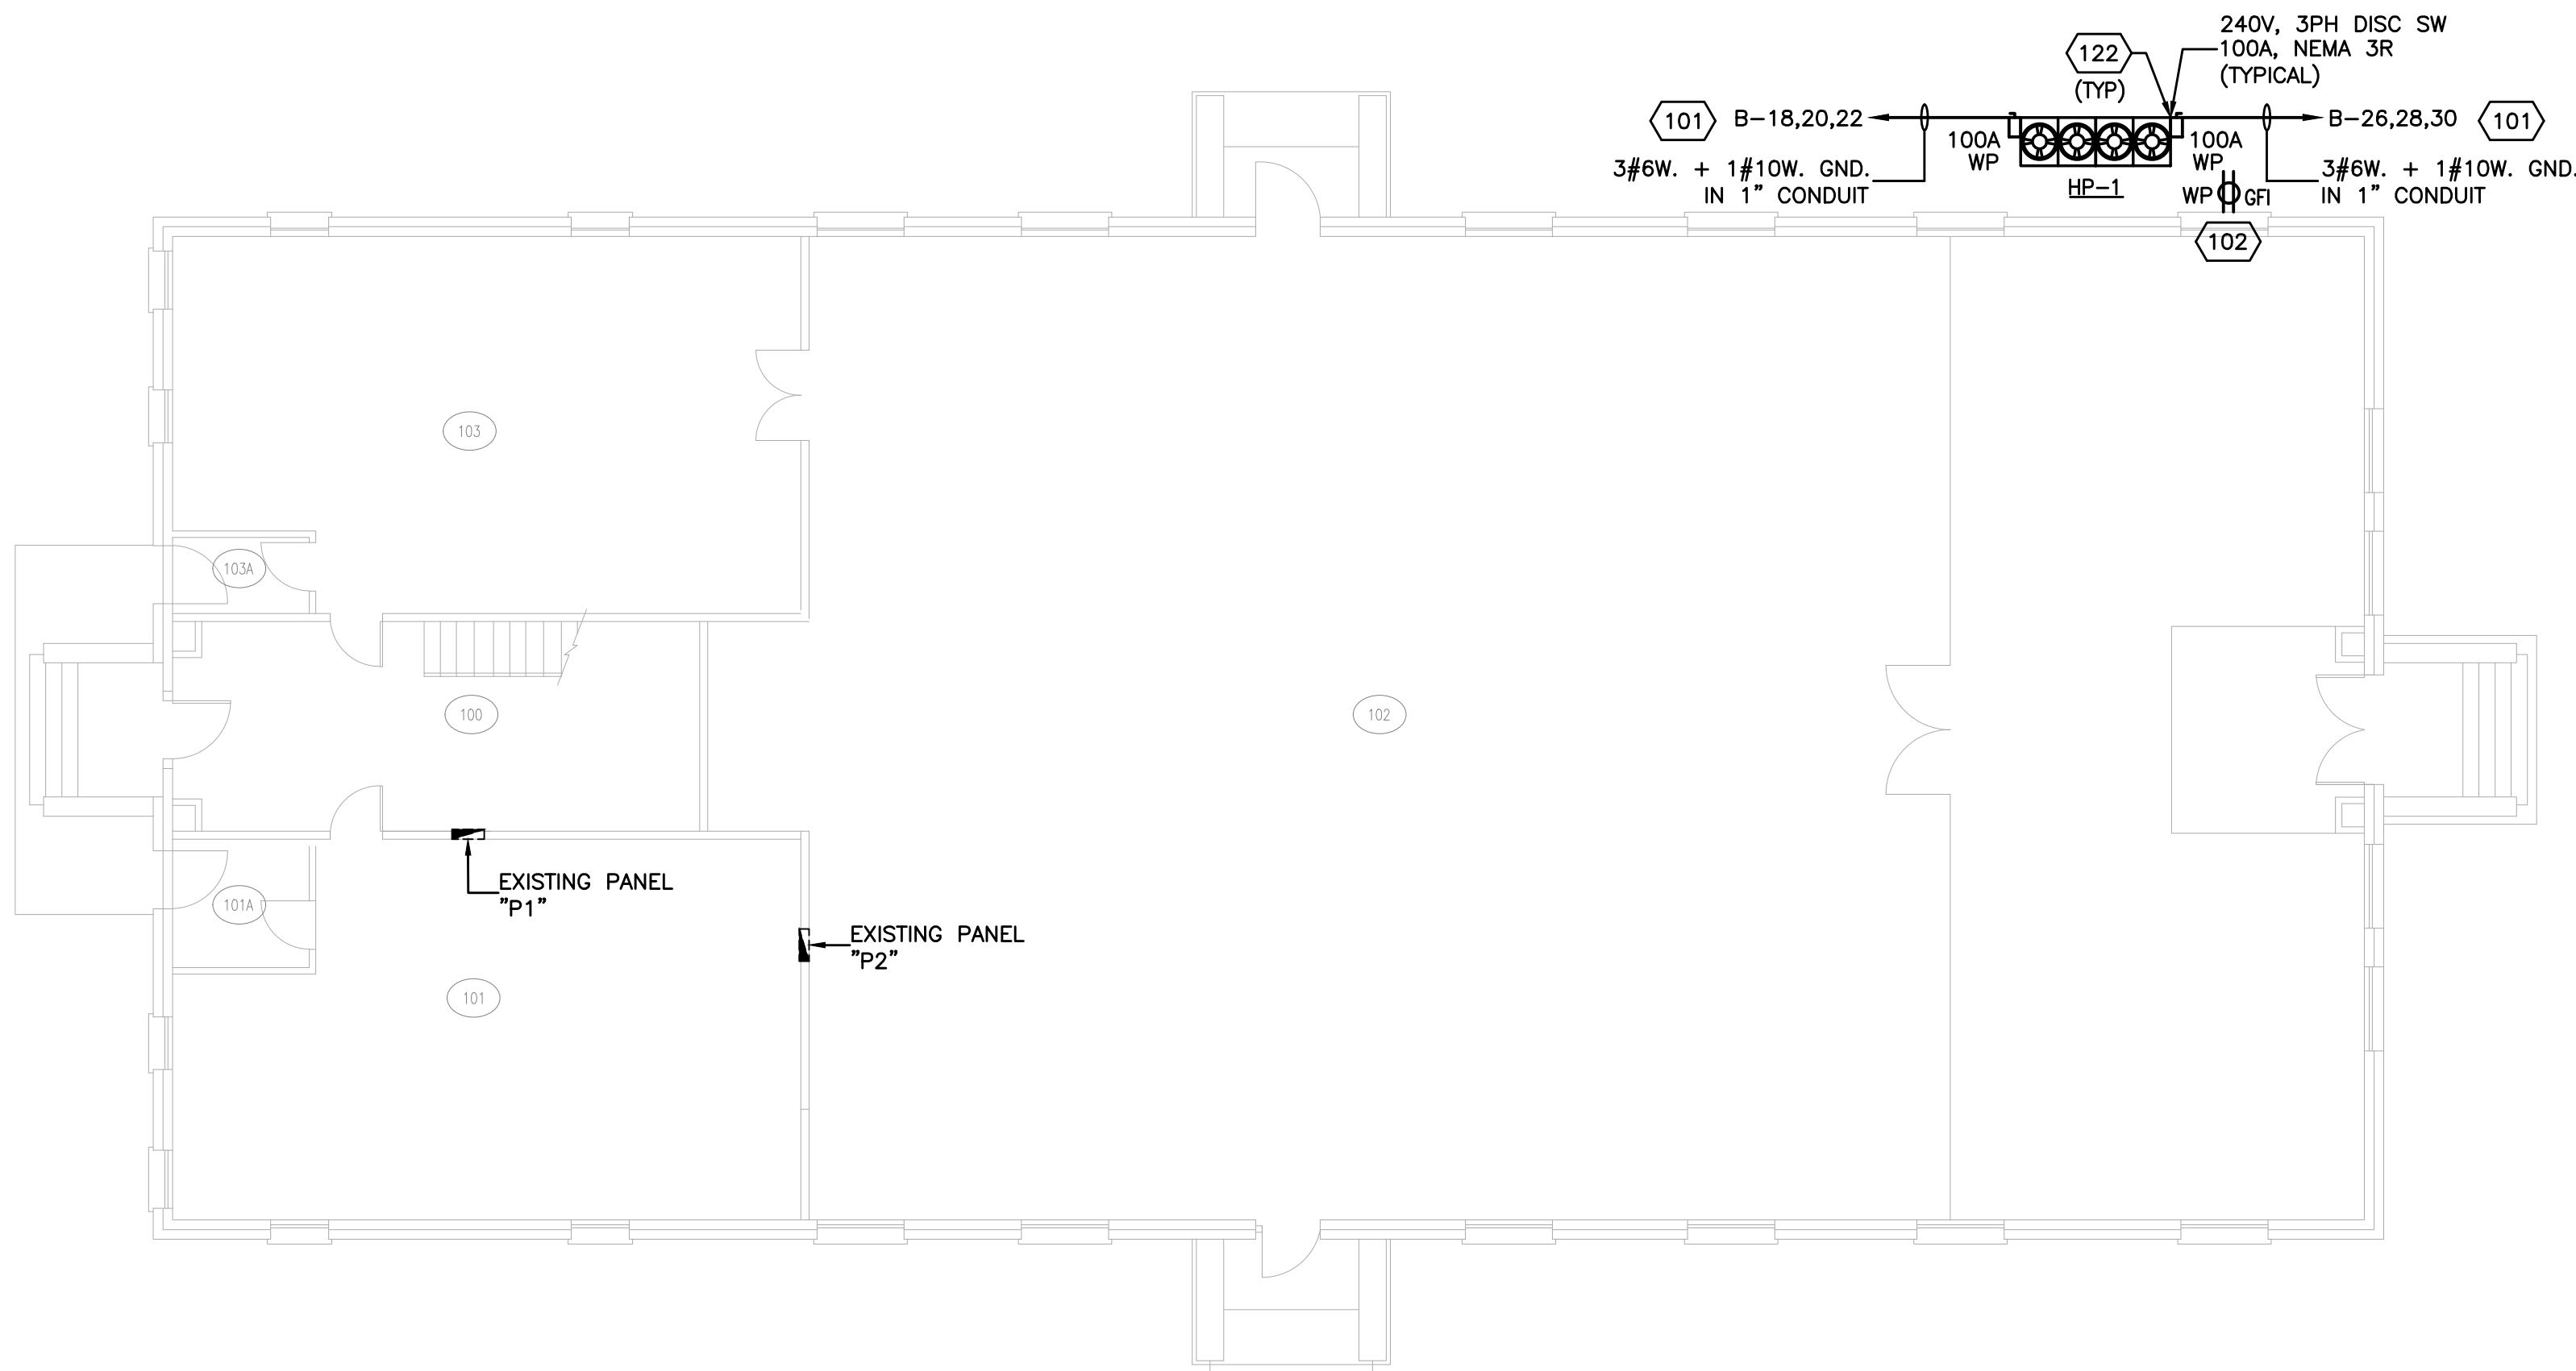 240V, 3PH DISC SW
100A, NEMA 3R
(TYPICAL)
122
(TYP)
101
B-18,20,22
B-26,28,30
101
100A
WP
100A
WP
3#6W. + 1#10W. GND.
IN 1" CONDUIT
HP-1
3#6W. + 1#10W. GND.
IN 1" CONDUIT
WP
GFI
102
103
103A
100
102
EXISTING PANEL
"P1"
101A
EXISTING PANEL
"P2"
101